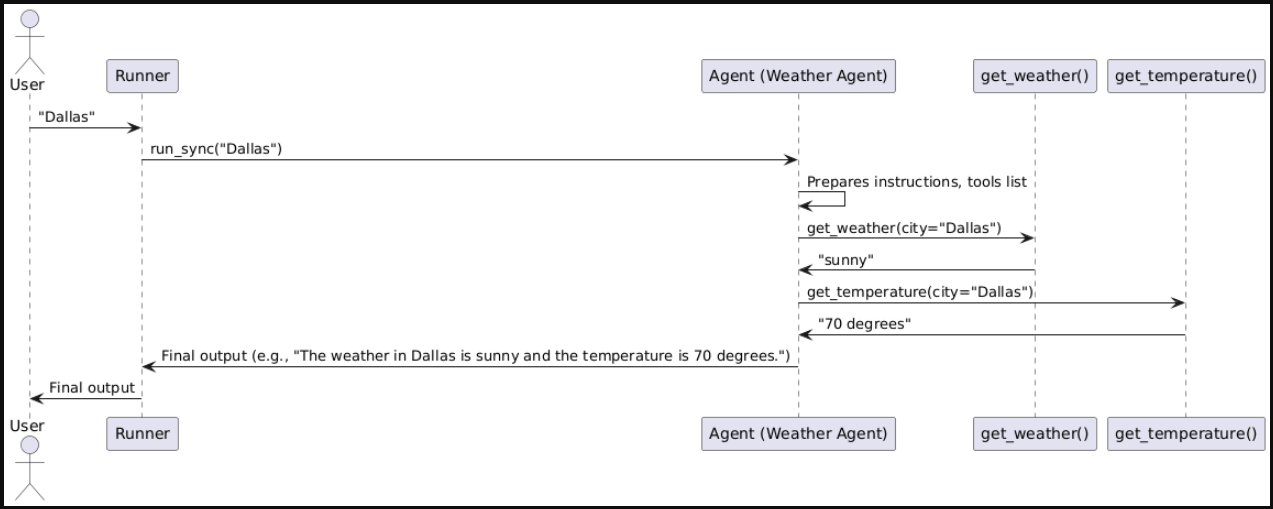 User
Runner
Agent (Weather Agent)
get_weather()
get_temperature()
"Dallas"
run_sync("Dallas")
Prepares instructions, tools list
get_weather(city="Dallas")
"sunny"
get_temperature(city="Dallas")
"70 degrees"
Final output (e.g., "The weather in Dallas is sunny and the temperature is 70 degrees.")
Final output
User
Runner
Agent (Weather Agent)
get_weather()
get_temperature()